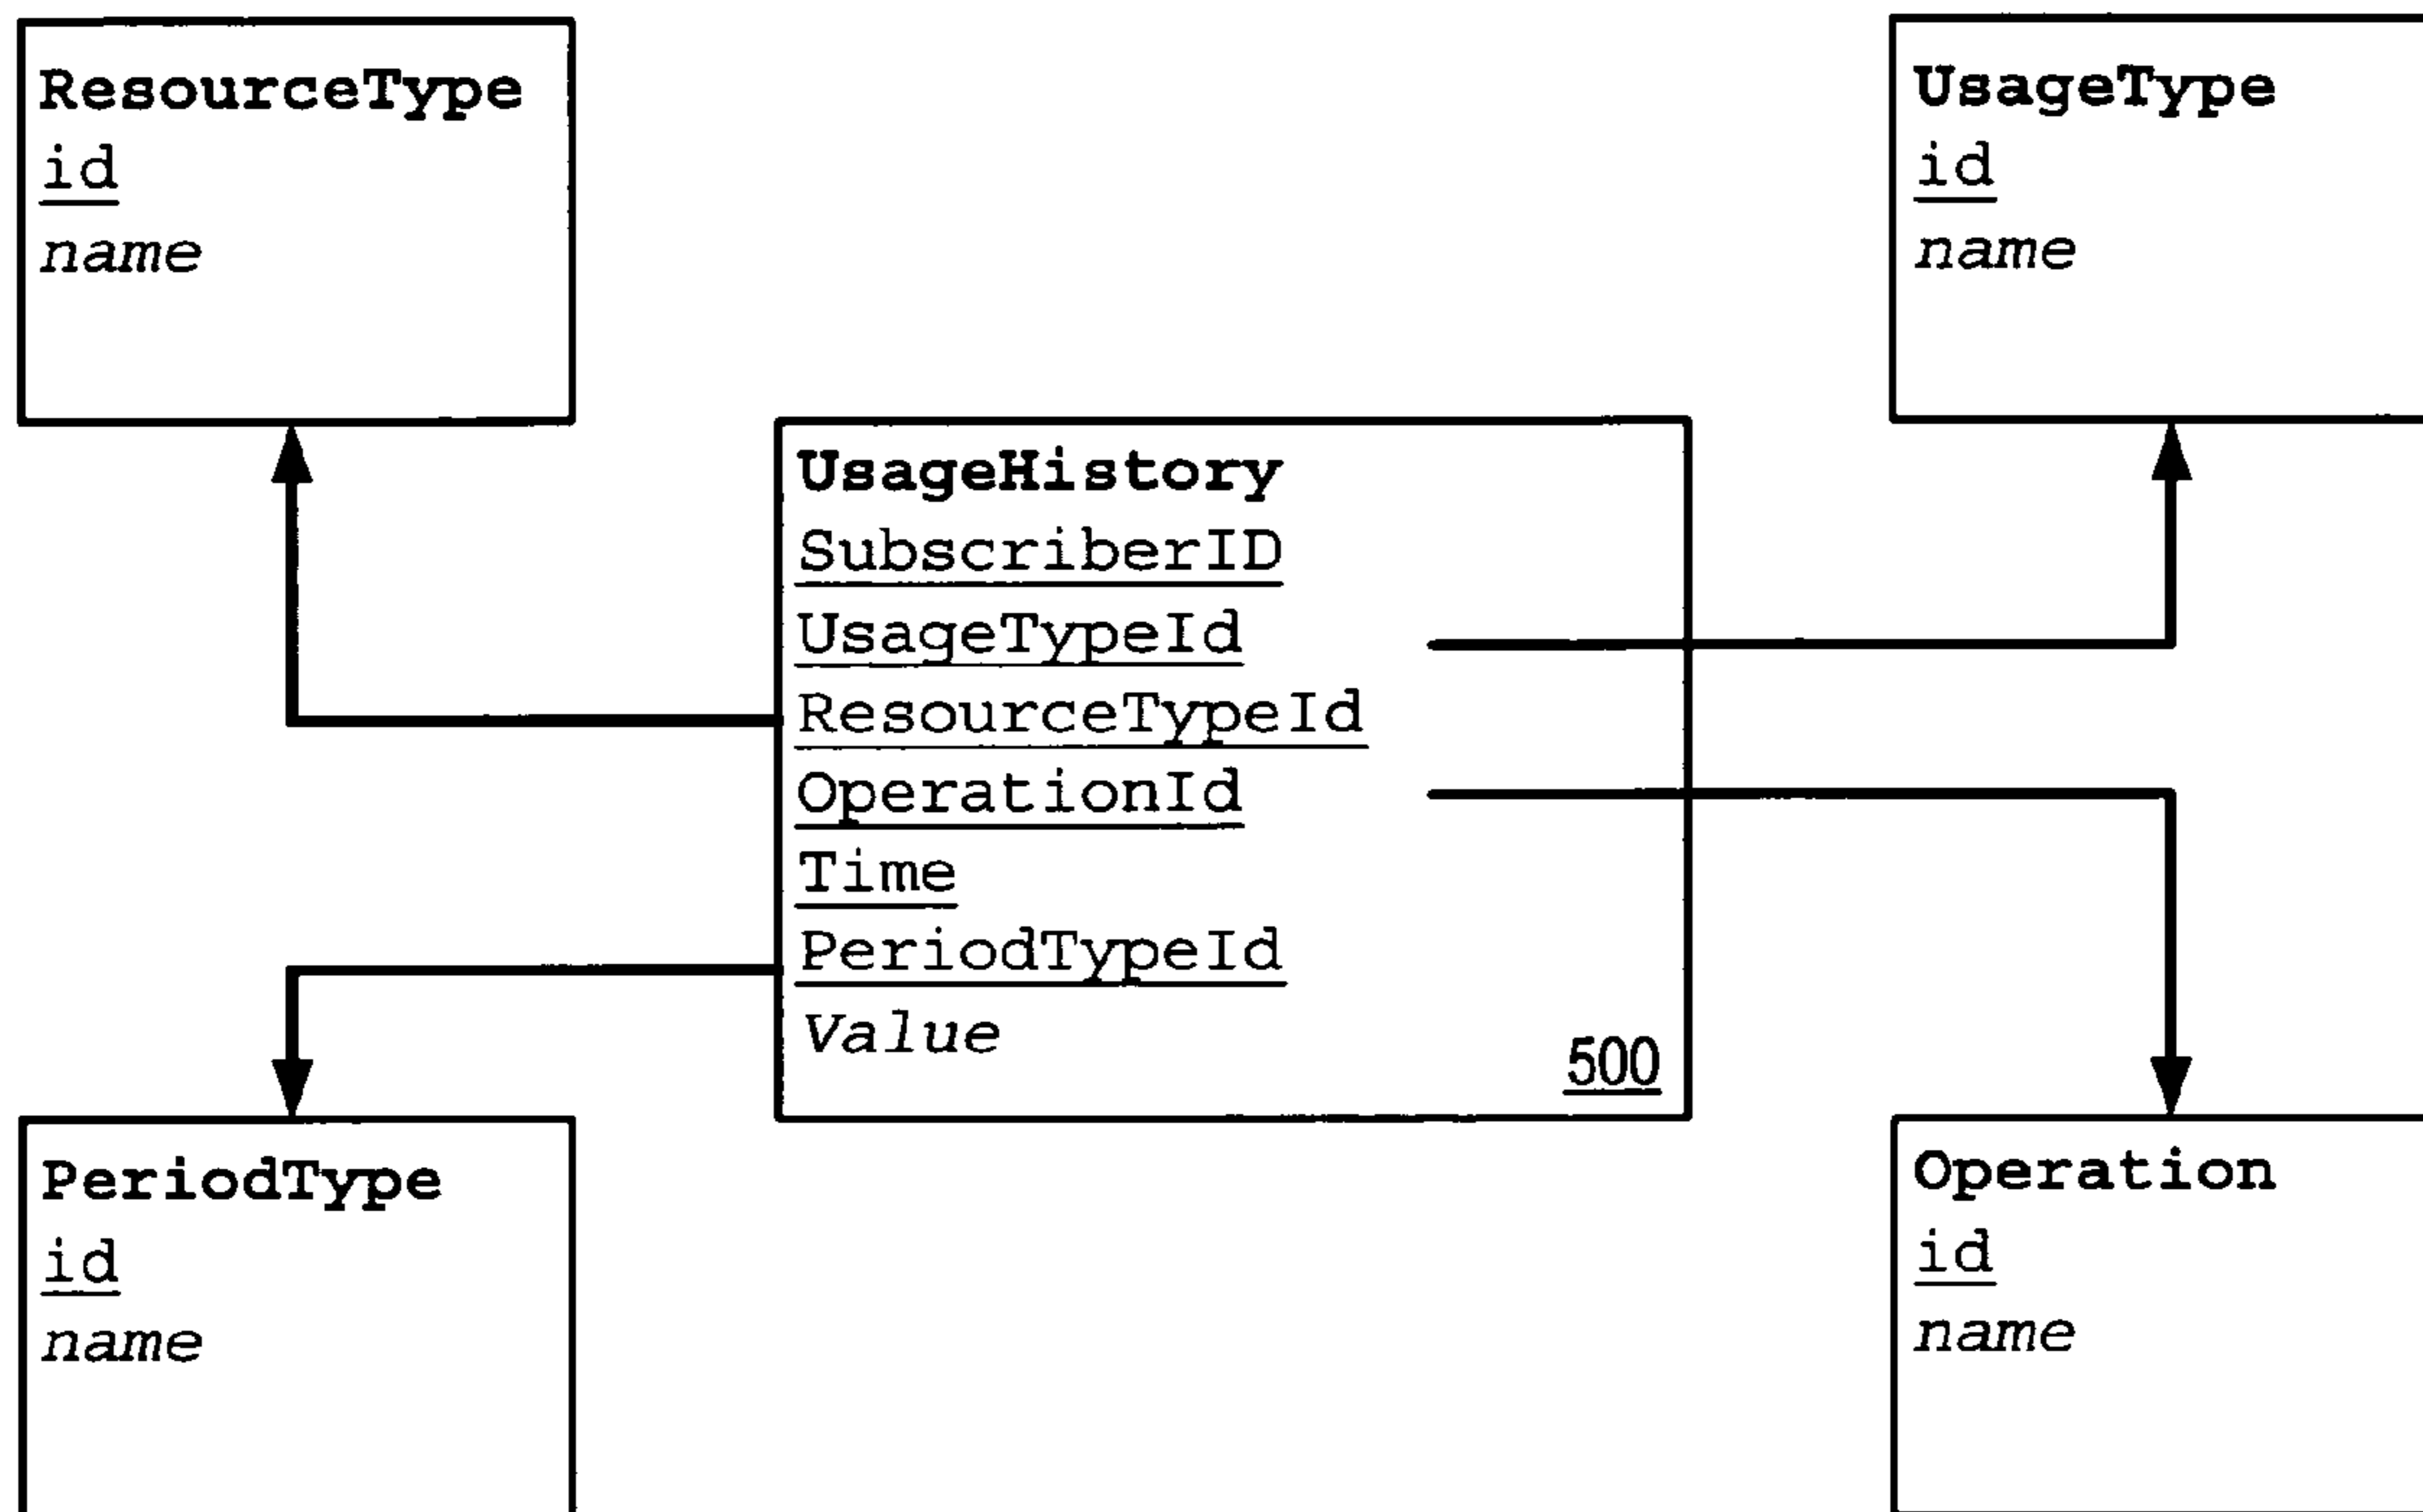 ResourceType
id
name
UsageType
id
name
UsageHistory
SubscriberID
UsageTypeId
ResourceTypeId
OperationId
Time
PeriodTypeId
Value
500
PeriodType
id
name
Operation
id
name